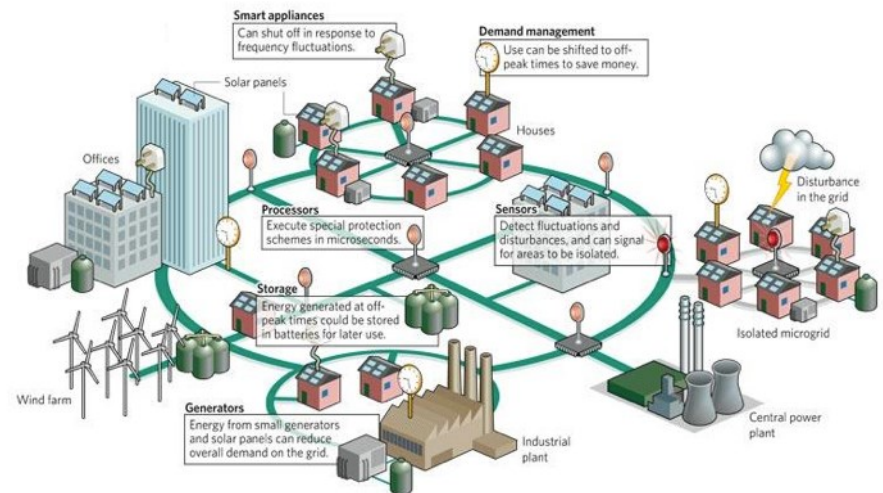 Smart appliances
Can shut off in response to
frequency fluctuations.
Demand management
Use can be shifted to off-
peak times to save money.
Solar panels
Houses
Offices
Disturbance
in the grid
Processors
Execute special protection
schemes in microseconds.
Sensors
Detect fluctuations and
disturbances, and can signal
for areas to be isolated.
Storage
Energy generated at off-
peak times could be stored
in batteries for later use.
Isolated microgrid
Wind farm
Generators
Energy from small generators
and solar panels can reduce
overall demand on the grid.
Industrial
plant
Central power
plant